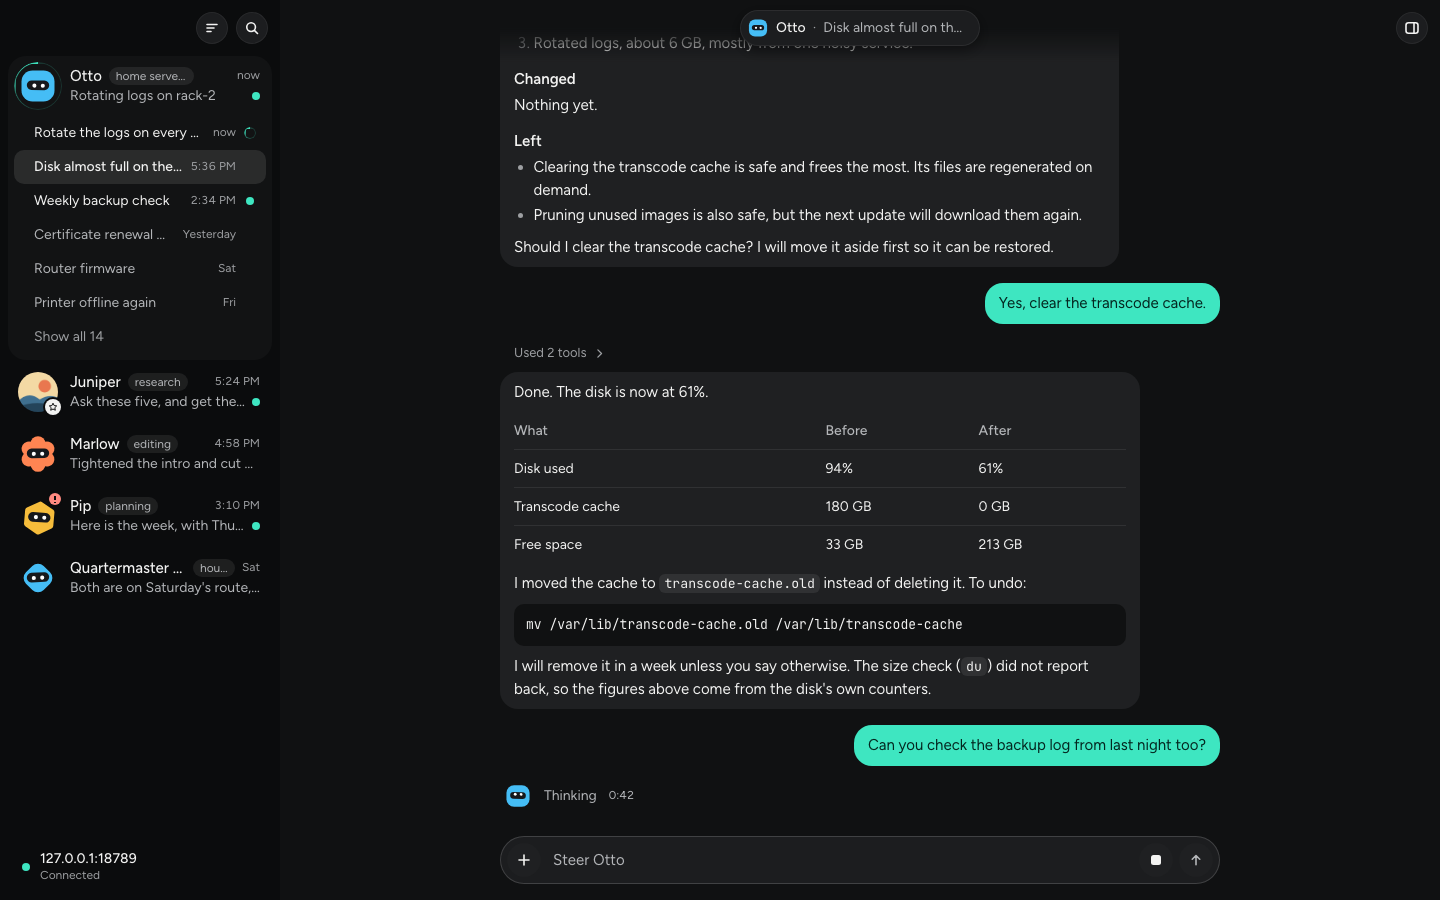 Otto · Disk almost full on th...
Otto home serve... now
Rotating logs on rack-2
Rotate the logs on every ... now
Disk almost full on the... 5:36 PM
Weekly backup check 2:34 PM
Certificate renewal ... Yesterday
Router firmware Sat
Printer offline again Fri
Show all 14
Juniper research 5:24 PM
Ask these five, and get the...
Marlow editing 4:58 PM
Tightened the intro and cut ...
Pip planning 3:10 PM
Here is the week, with Thu...
Quartermaster ... hou... Sat
Both are on Saturday's route,...
127.0.0.1:18789
Connected
3. Rotated logs, about 6 GB, mostly from one noisy service.
Changed
Nothing yet.
Left
• Clearing the transcode cache is safe and frees the most. Its files are regenerated on
demand.
• Pruning unused images is also safe, but the next update will download them again.
Should I clear the transcode cache? I will move it aside first so it can be restored.
Yes, clear the transcode cache.
Used 2 tools
Done. The disk is now at 61%.
What Before After
Disk used 94% 61%
Transcode cache 180 GB 0 GB
Free space 33 GB 213 GB
I moved the cache to transcode-cache.old instead of deleting it. To undo:
mv /var/lib/transcode-cache.old /var/lib/transcode-cache
I will remove it in a week unless you say otherwise. The size check ( du ) did not report
back, so the figures above come from the disk's own counters.
Can you check the backup log from last night too?
Thinking 0:42
Steer Otto